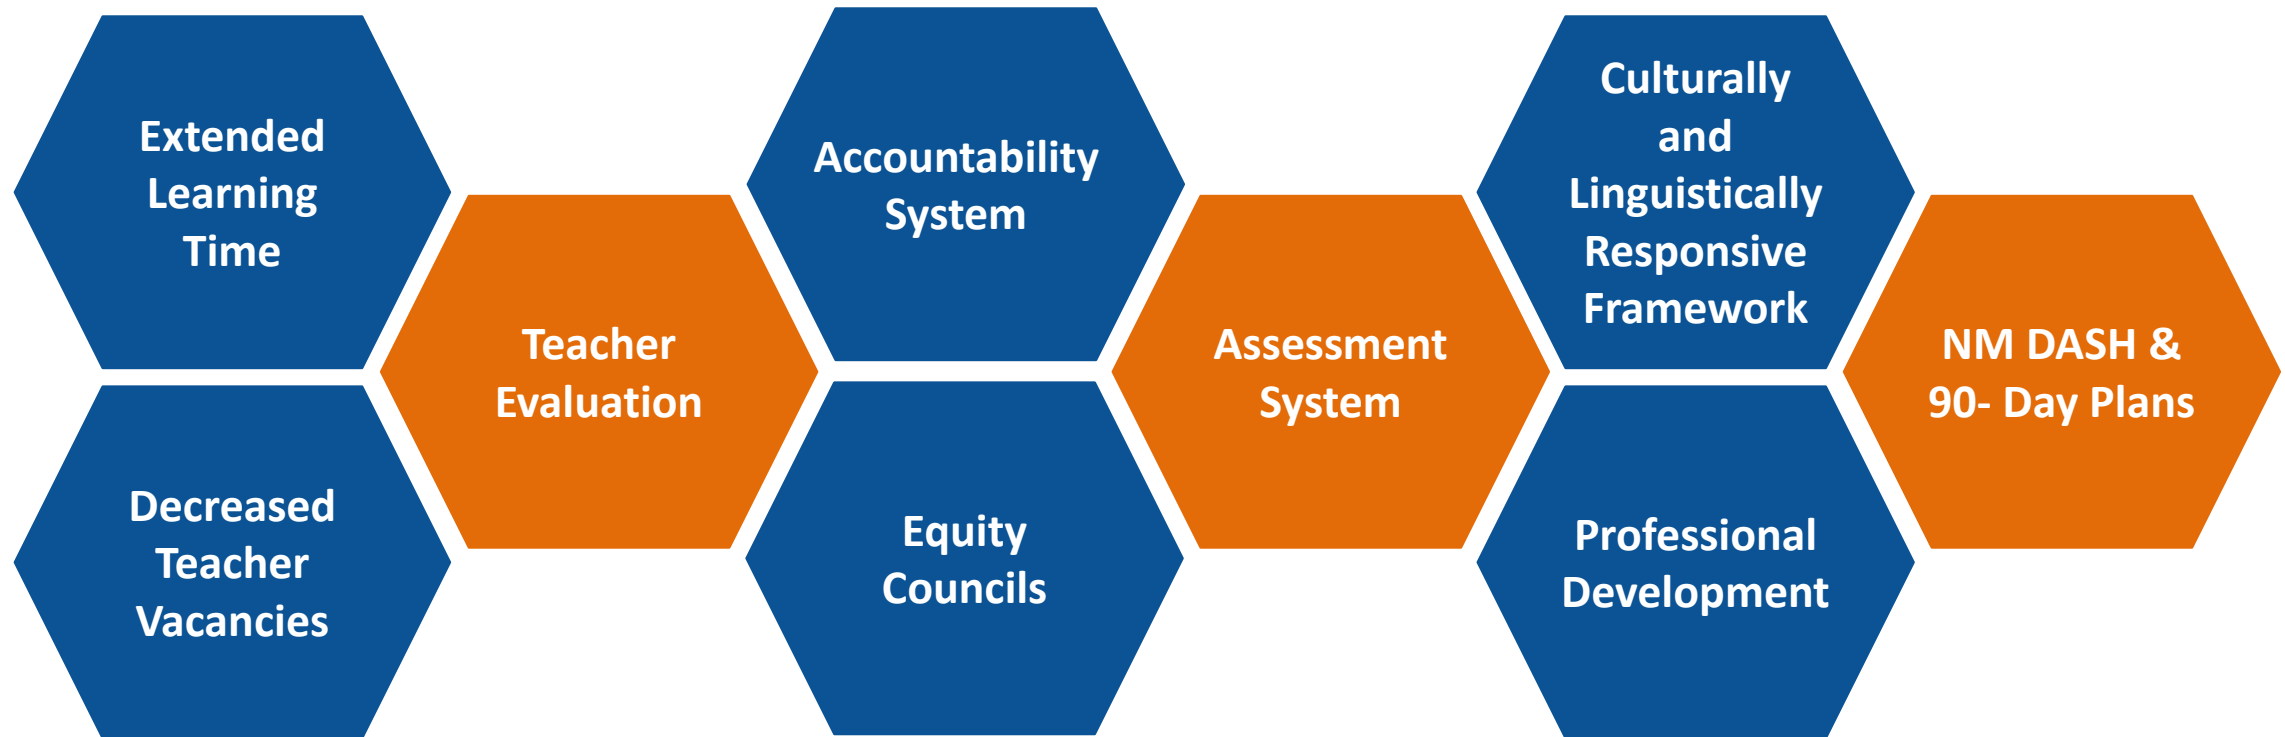 Extended
Learning
Time
Decreased
Teacher
Vacancies
Teacher
Evaluation
Accountability
System
Equity
Councils
Assessment
System
Culturally
and
Linguistically
Responsive
Framework
Professional
Development
NM DASH &
90- Day Plans